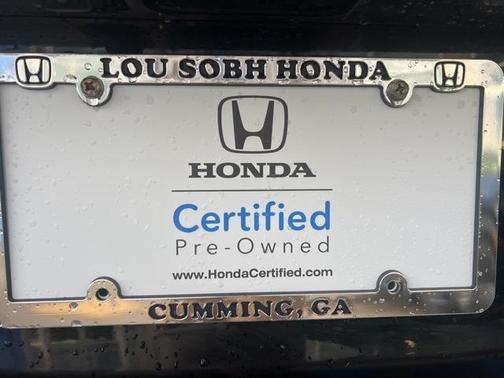 LOU SOBH HONDA
HONDA
Certified
Pre-Owned
www.HondaCertified.com
CUMMING, GA